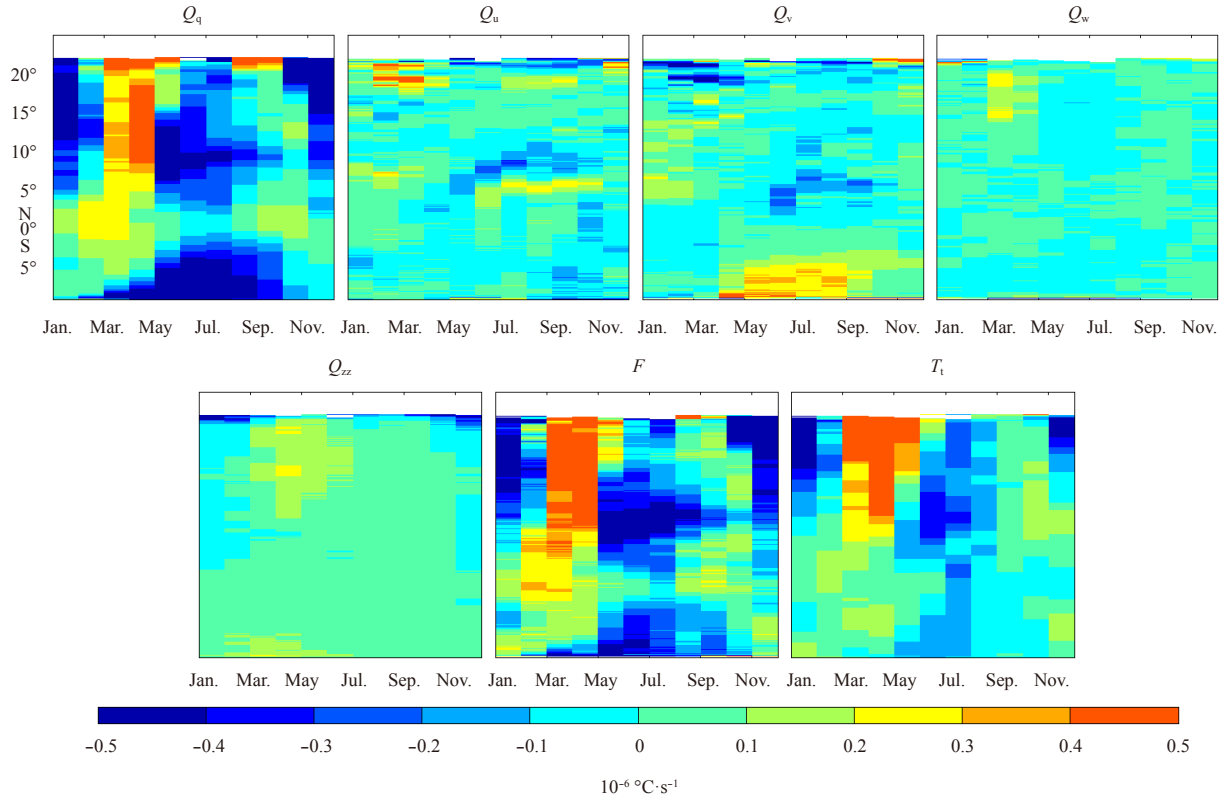 Qq Qu Qv Qw
20°
15°
10°
5°
N
0°
S
5°
Jan. Mar. May Jul. Sep. Nov. Jan. Mar. May Jul. Sep. Nov. Jan. Mar. May Jul. Sep. Nov. Jan. Mar. May Jul. Sep. Nov.
Qzz F Tt
Jan. Mar. May Jul. Sep. Nov. Jan. Mar. May Jul. Sep. Nov. Jan. Mar. May Jul. Sep. Nov.
−0.5 −0.4 −0.3 −0.2 −0.1 0 0.1 0.2 0.3 0.4 0.5
10⁻⁶ °C·s⁻¹